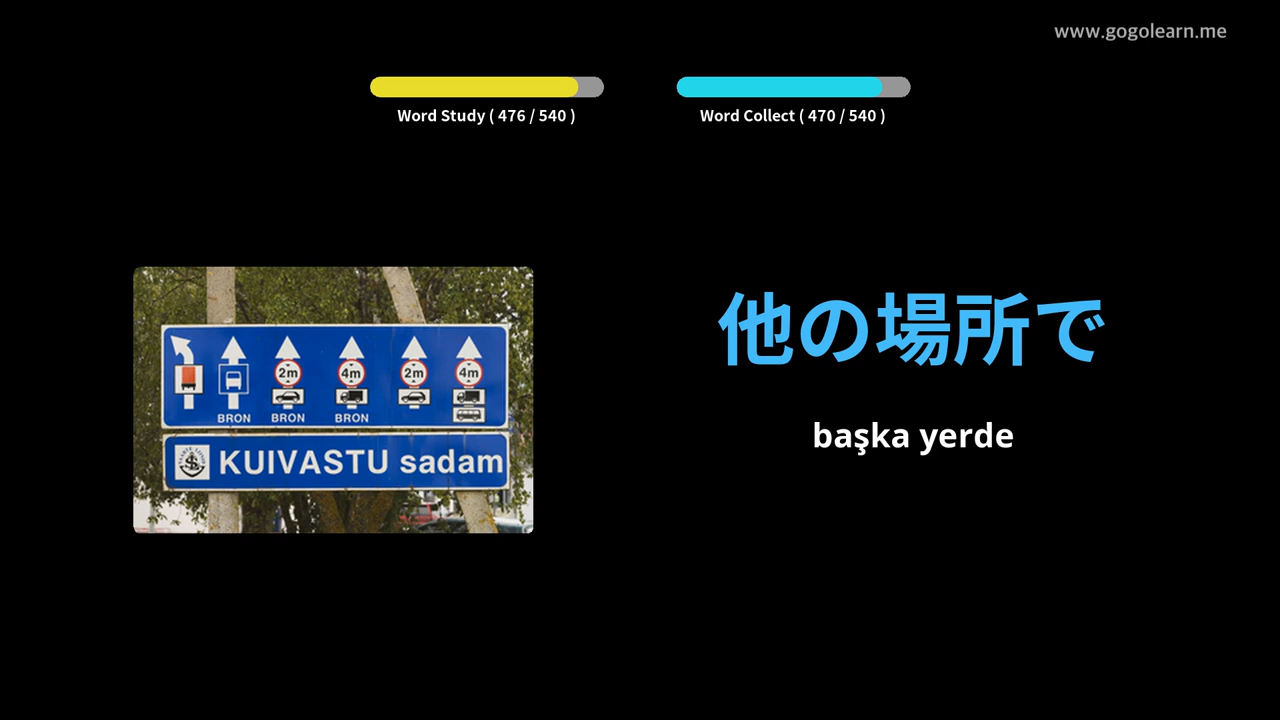 www.gogolearn.me
Word Study ( 476 / 540 )
Word Collect ( 470 / 540 )
2m 4m 2m 4m
BRON BRON BRON
KUIVASTU sadam
他の場所で
başka yerde